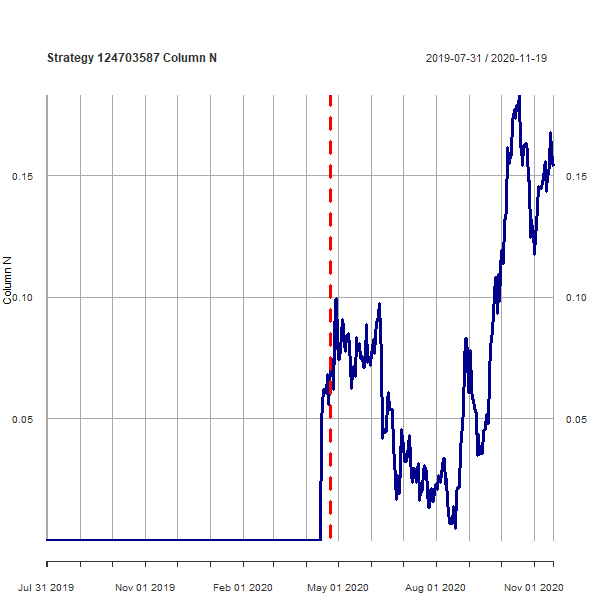 Strategy 124703587 Column N
2019-07-31 / 2020-11-19
0.15
0.15
Column N
0.10
0.10
0.05
0.05
Jul 31 2019
Nov 01 2019
Feb 01 2020
May 01 2020
Aug 01 2020
Nov 01 2020